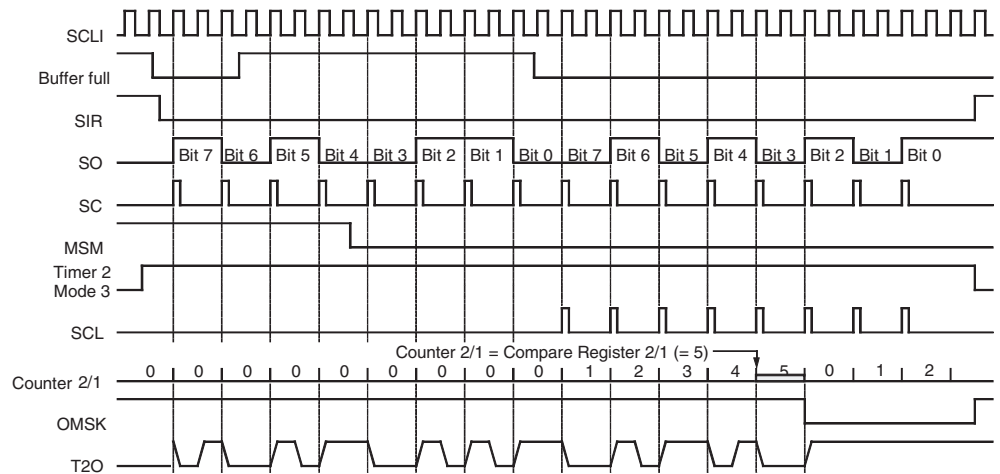 SCLI
Buffer full
SIR
SO Bit 7 Bit 6 Bit 5 Bit 4 Bit 3 Bit 2 Bit 1 Bit 0 Bit 7 Bit 6 Bit 5 Bit 4 Bit 3 Bit 2 Bit 1 Bit 0
SC
MSM
Timer 2
Mode 3
SCL
Counter 2/1 = Compare Register 2/1 (= 5)
Counter 2/1 0 0 0 0 0 0 0 0 0 1 2 3 4 5 0 1 2
OMSK
T2O